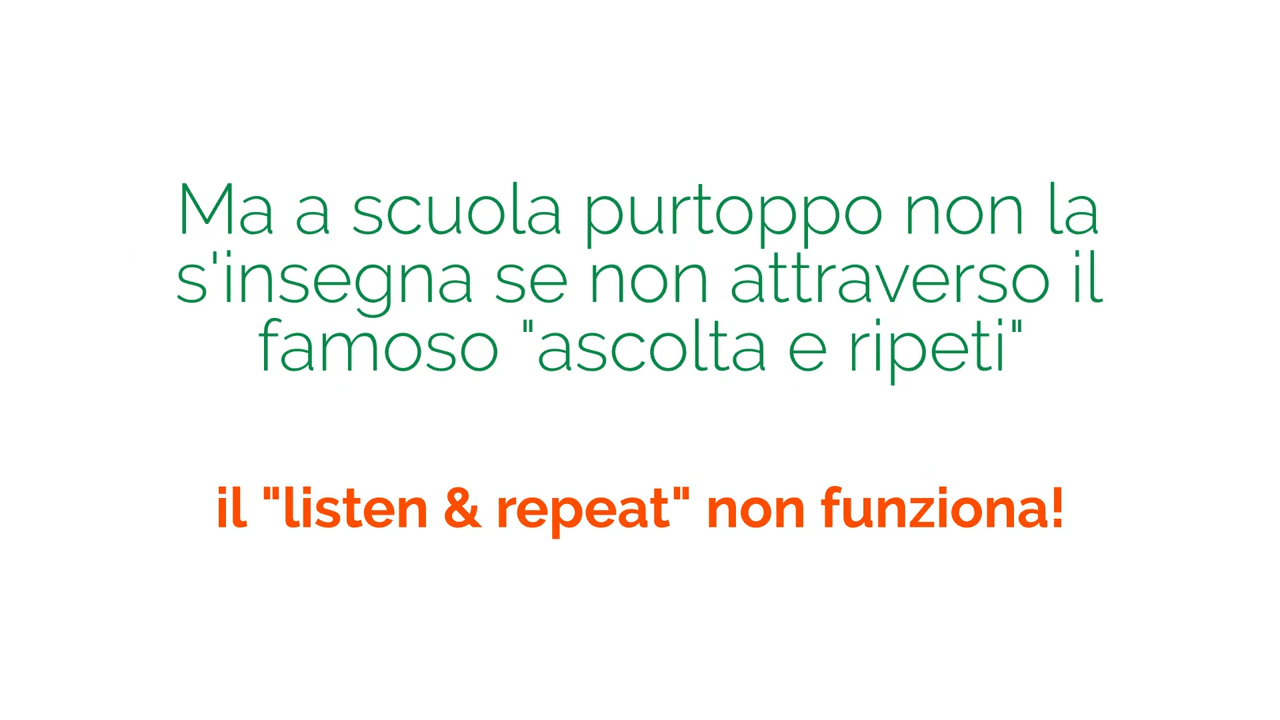 Ma a scuola purtoppo non la
s'insegna se non attraverso il
famoso "ascolta e ripeti"
il "listen & repeat" non funziona!